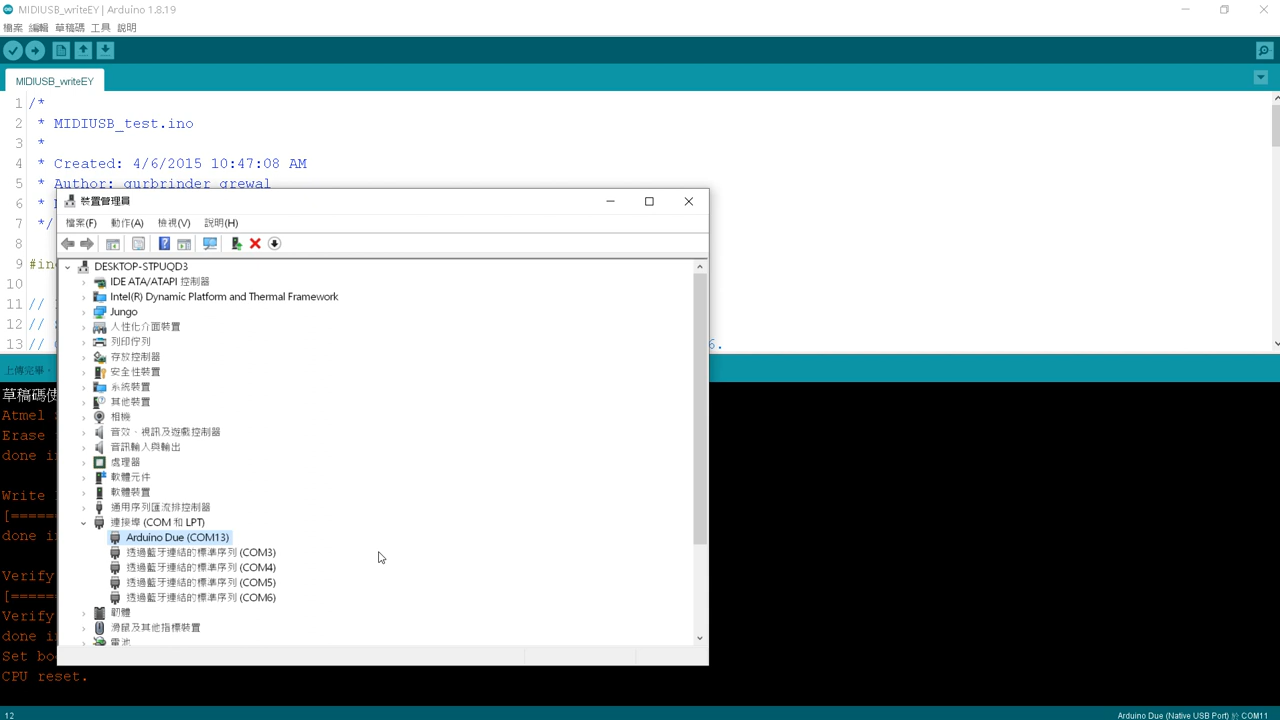 MIDIUSB_writeEY | Arduino 1.8.19
檔案 編輯 草稿碼 工具 說明
MIDIUSB_writeEY
1 /*
2 * MIDIUSB_test.ino
3 *
4 * Created: 4/6/2015 10:47:08 AM
5 * Author: gurbrinder grewal
6 *
7 */
8
9 #in
10
11 //
12 //
13 //
6.
裝置管理員
檔案(F) 動作(A) 檢視(V) 說明(H)
DESKTOP-STPUQD3
IDE ATA/ATAPI 控制器
Intel(R) Dynamic Platform and Thermal Framework
Jungo
人性化介面裝置
列印佇列
存放控制器
安全性裝置
系統裝置
其他裝置
相機
音效、視訊及遊戲控制器
音訊輸入與輸出
處理器
軟體元件
軟體裝置
通用序列匯流排控制器
連接埠 (COM 和 LPT)
Arduino Due (COM13)
透過藍牙連結的標準序列 (COM3)
透過藍牙連結的標準序列 (COM4)
透過藍牙連結的標準序列 (COM5)
透過藍牙連結的標準序列 (COM6)
韌體
滑鼠及其他指標裝置
電池
上傳完畢。
草稿碼使
Atmel
Erase
done in
Write
[=====
done in
Verify
[=====
Verify
done in
Set bo
CPU reset.
12
Arduino Due (Native USB Port) 於 COM11